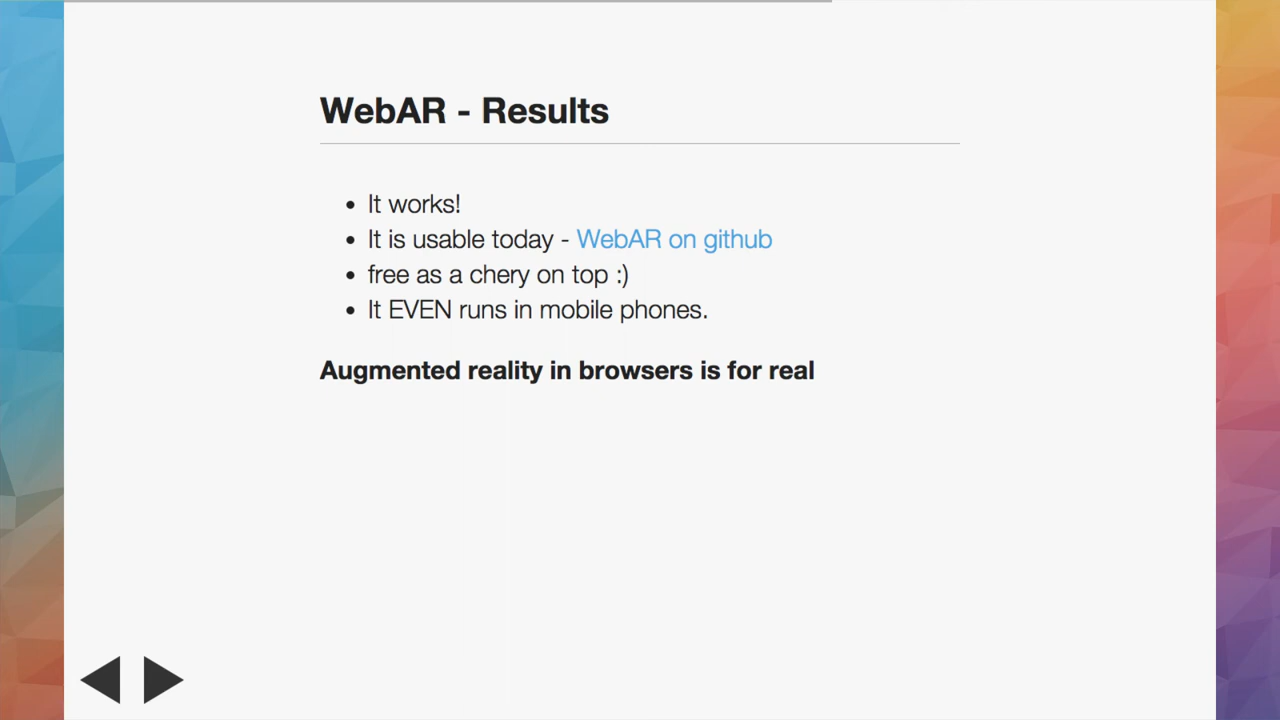 WebAR - Results
• It works!
• It is usable today - WebAR on github
• free as a chery on top :)
• It EVEN runs in mobile phones.
Augmented reality in browsers is for real